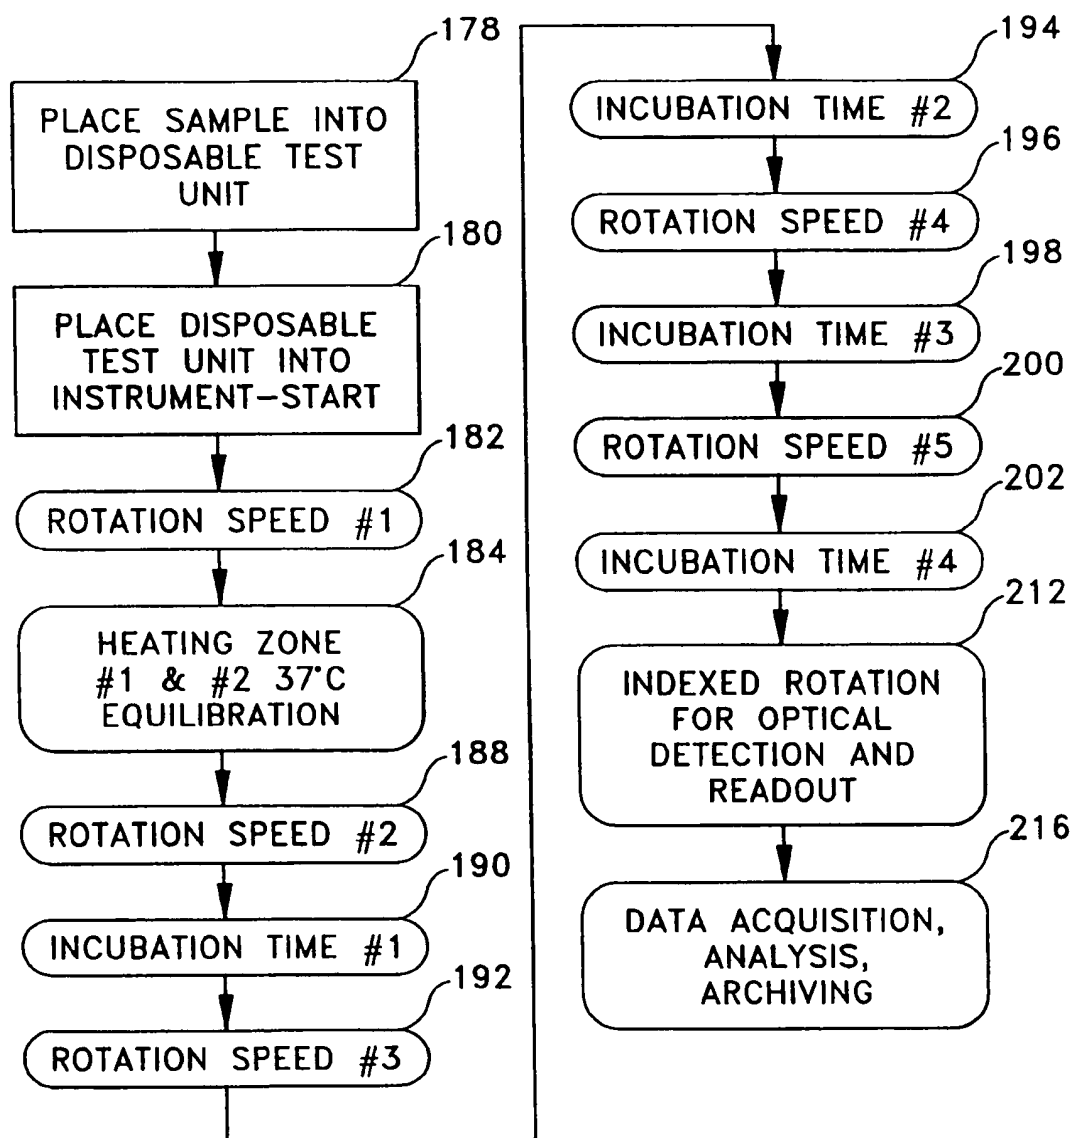 178
PLACE SAMPLE INTO
DISPOSABLE TEST
UNIT
180
PLACE DISPOSABLE
TEST UNIT INTO
INSTRUMENT-START
182
ROTATION SPEED #1
184
HEATING ZONE
#1 & #2 37°C
EQUILIBRATION
188
ROTATION SPEED #2
190
INCUBATION TIME #1
192
ROTATION SPEED #3
194
INCUBATION TIME #2
196
ROTATION SPEED #4
198
INCUBATION TIME #3
200
ROTATION SPEED #5
202
INCUBATION TIME #4
212
INDEXED ROTATION
FOR OPTICAL
DETECTION AND
READOUT
216
DATA ACQUISITION,
ANALYSIS,
ARCHIVING